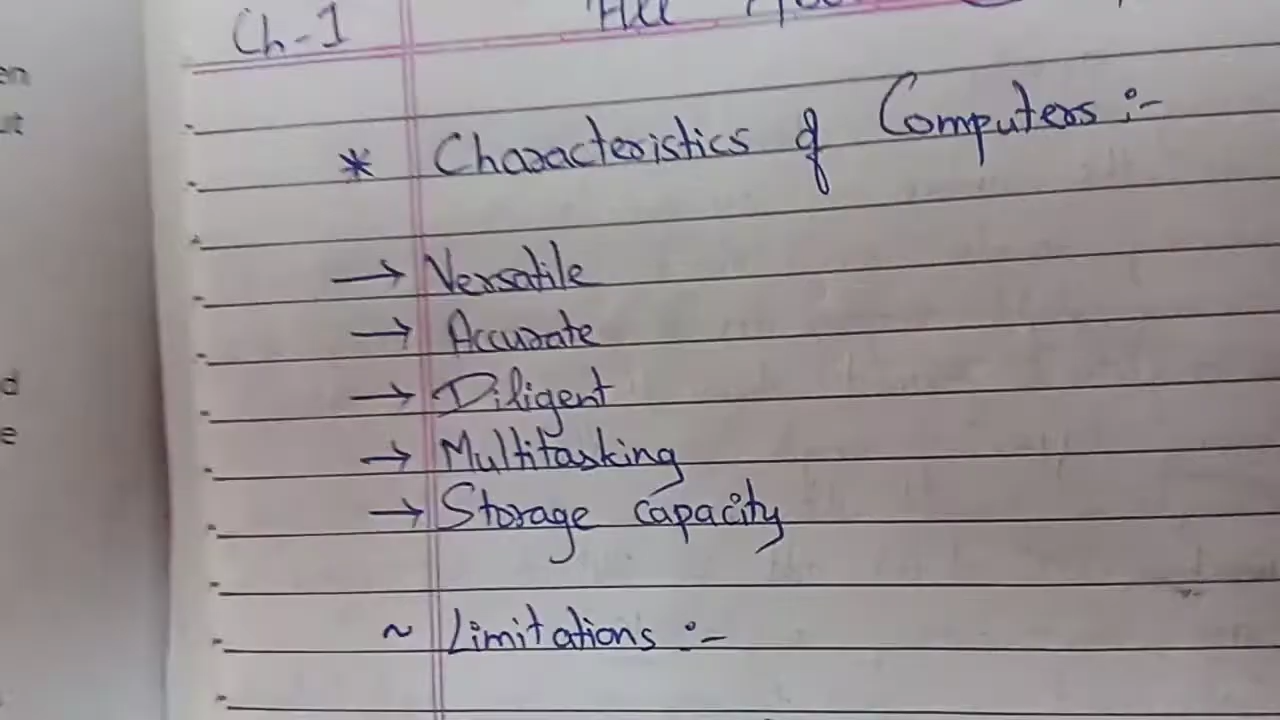 Ch-1
* Characteristics of Computers :-
→ Versatile
→ Accurate
→ Diligent
→ Multitasking
→ Storage capacity
~ Limitations :-